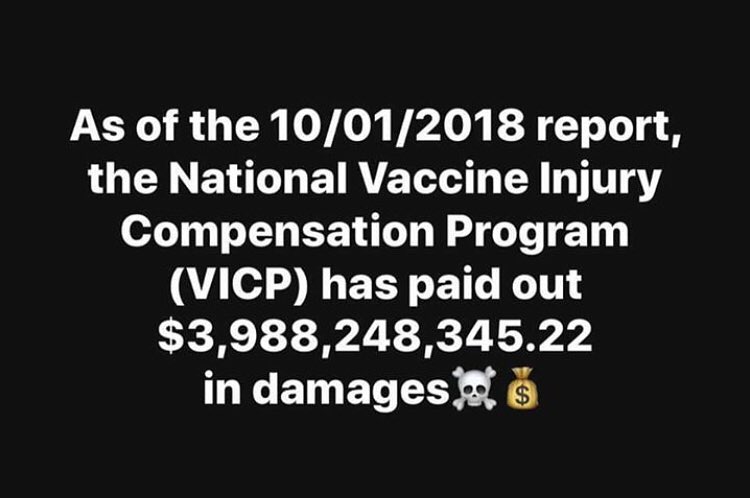 As of the 10/01/2018 report,
the National Vaccine Injury
Compensation Program
(VICP) has paid out
$3,988,248,345.22
in damages☠️💰